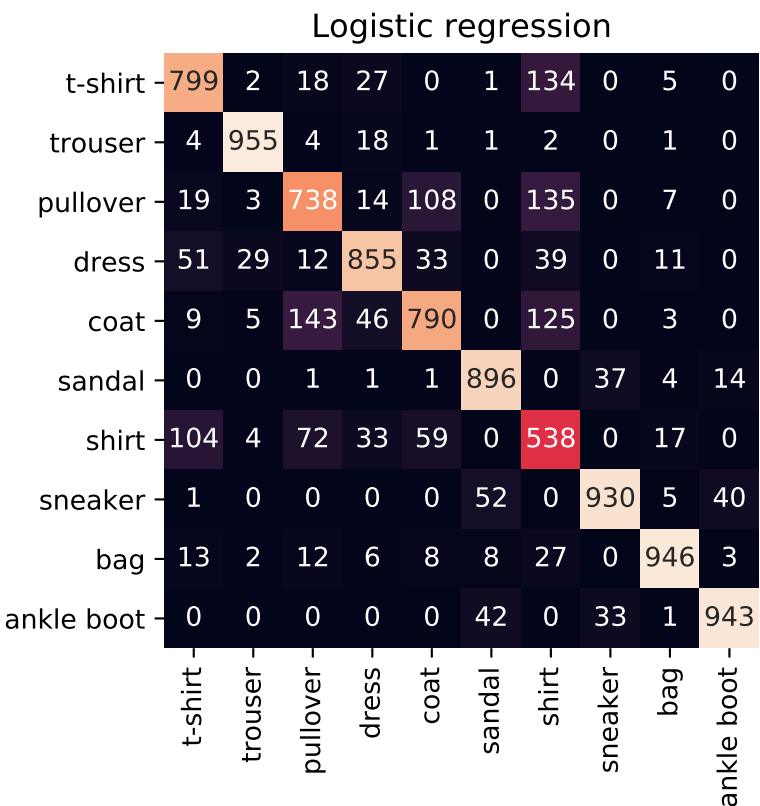 Logistic regression
t-shirt 799 2 18 27 0 1 134 0 5 0
trouser 4 955 4 18 1 1 2 0 1 0
pullover 19 3 738 14 108 0 135 0 7 0
dress 51 29 12 855 33 0 39 0 11 0
coat 9 5 143 46 790 0 125 0 3 0
sandal 0 0 1 1 1 896 0 37 4 14
shirt 104 4 72 33 59 0 538 0 17 0
sneaker 1 0 0 0 0 52 0 930 5 40
bag 13 2 12 6 8 8 27 0 946 3
ankle boot 0 0 0 0 0 42 0 33 1 943
t-shirt trouser pullover dress coat sandal shirt sneaker bag ankle boot